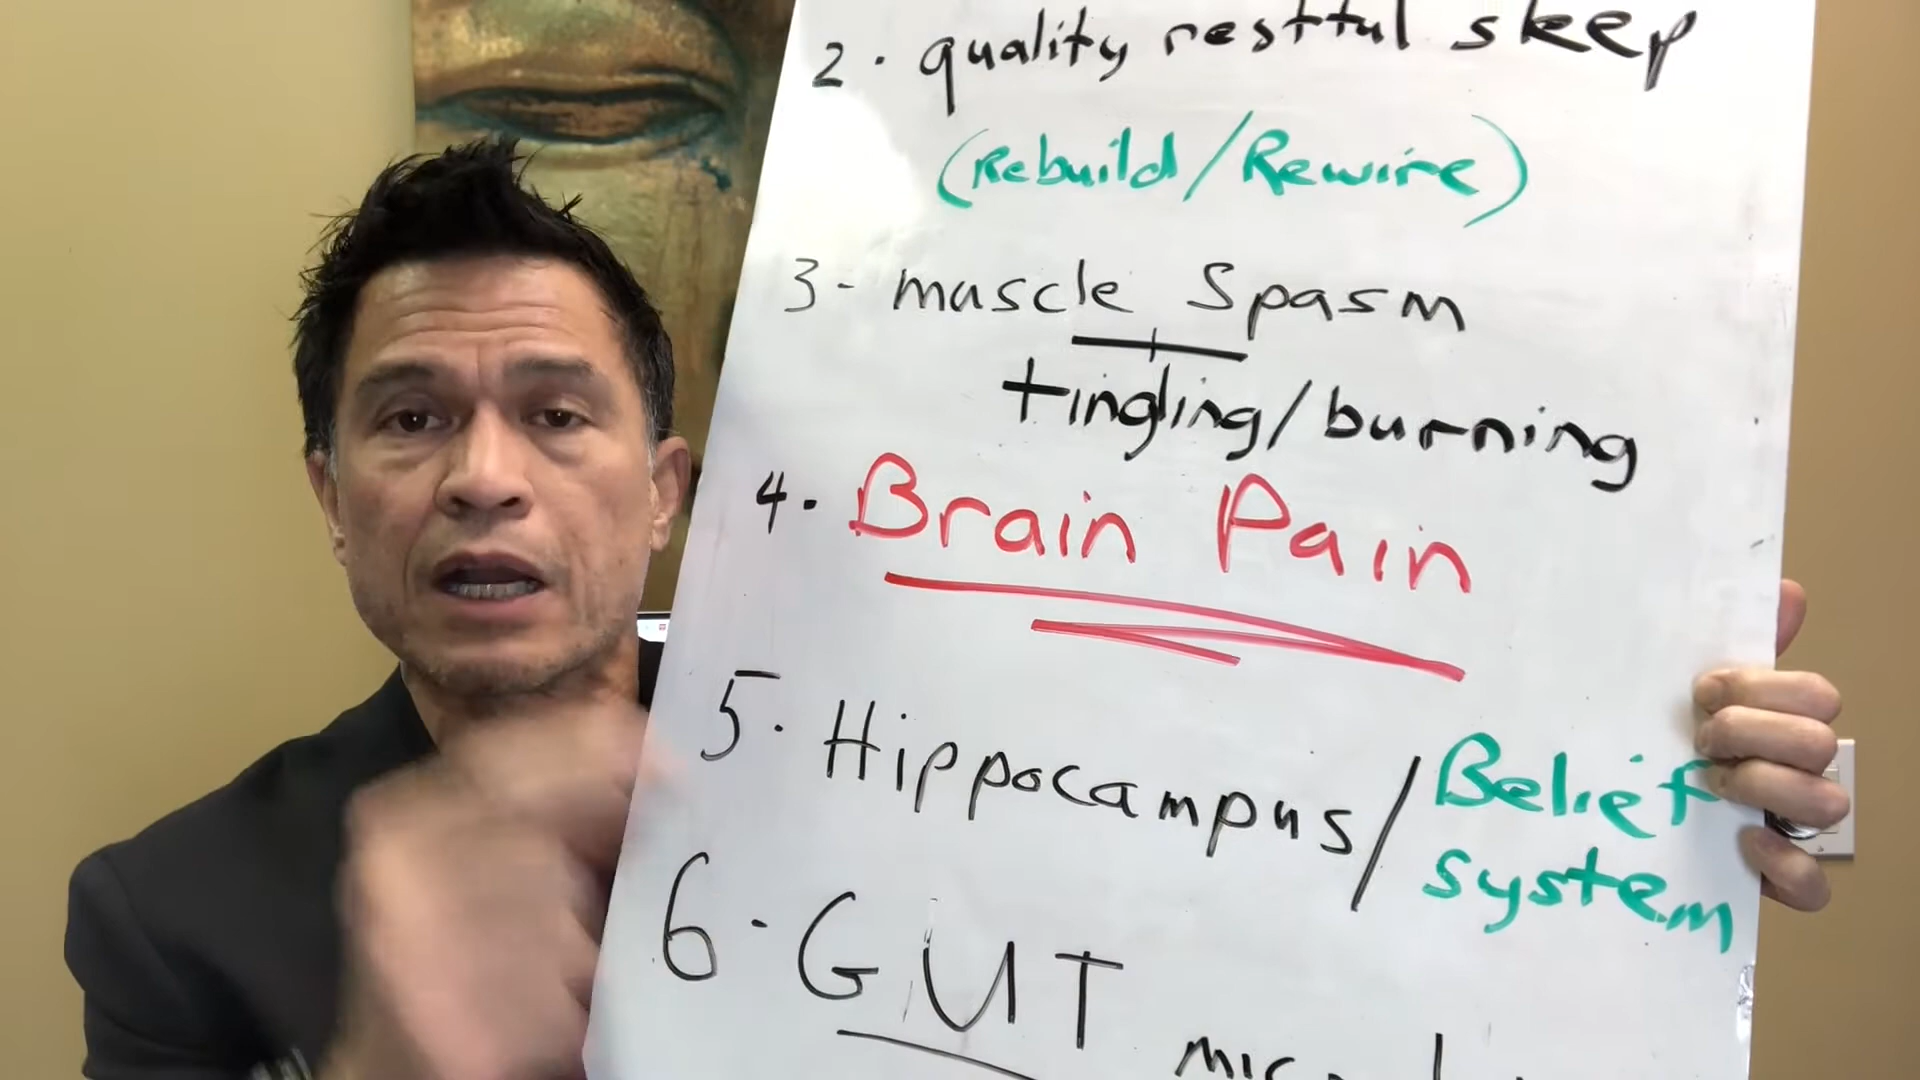 2. quality restful sleep
(Rebuild/Rewire)
3- muscle Spasm
tingling/burning
4. Brain Pain
5. Hippocampus/Belief
system
6. GUT